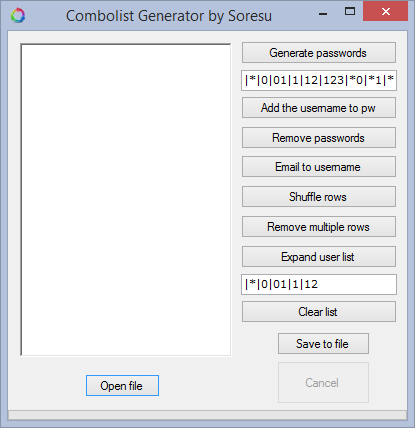 Combolist Generator by Soresu
Generate passwords
|*|0|01|1|12|123|*0|*1|*
Add the username to pw
Remove passwords
Email to username
Shuffle rows
Remove multiple rows
Expand user list
|*|0|01|1|12
Clear list
Save to file
Open file
Cancel